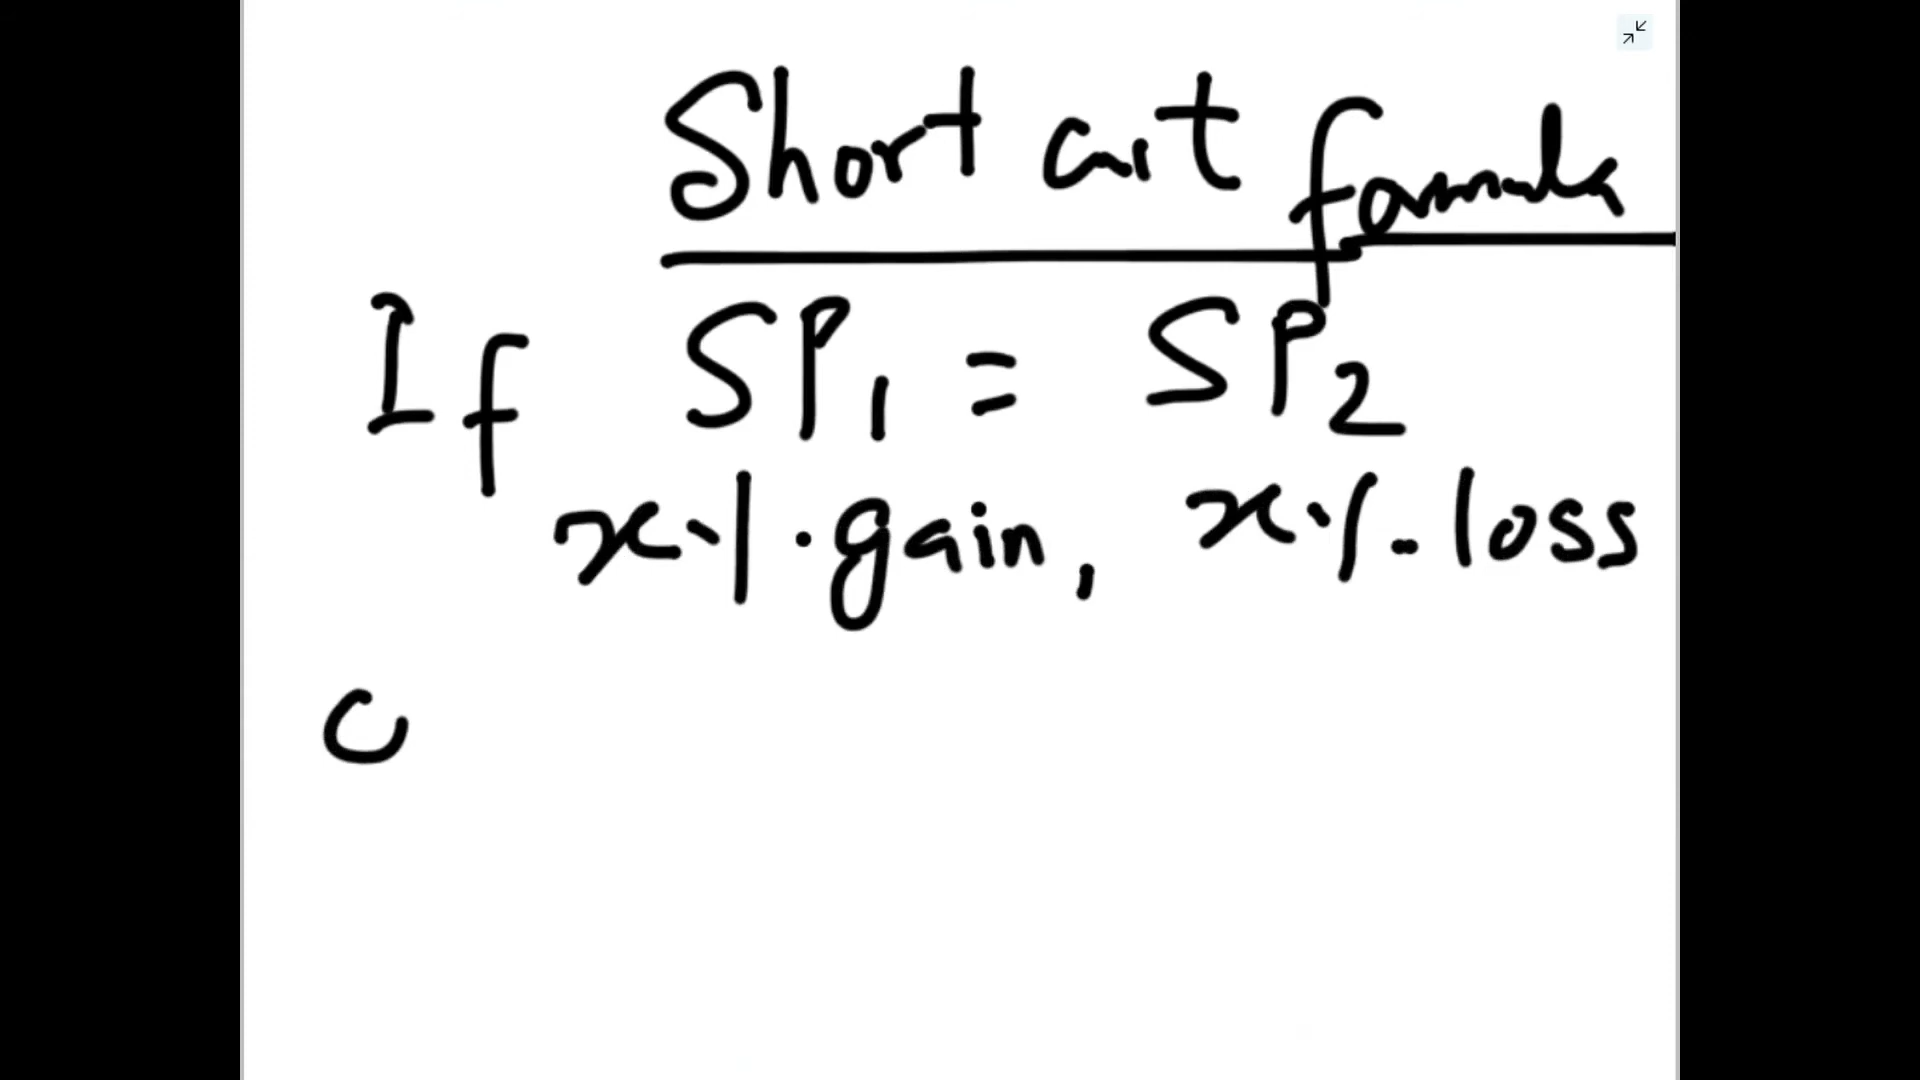 Short cut formula
If SP₁ = SP₂
x% gain, x% loss